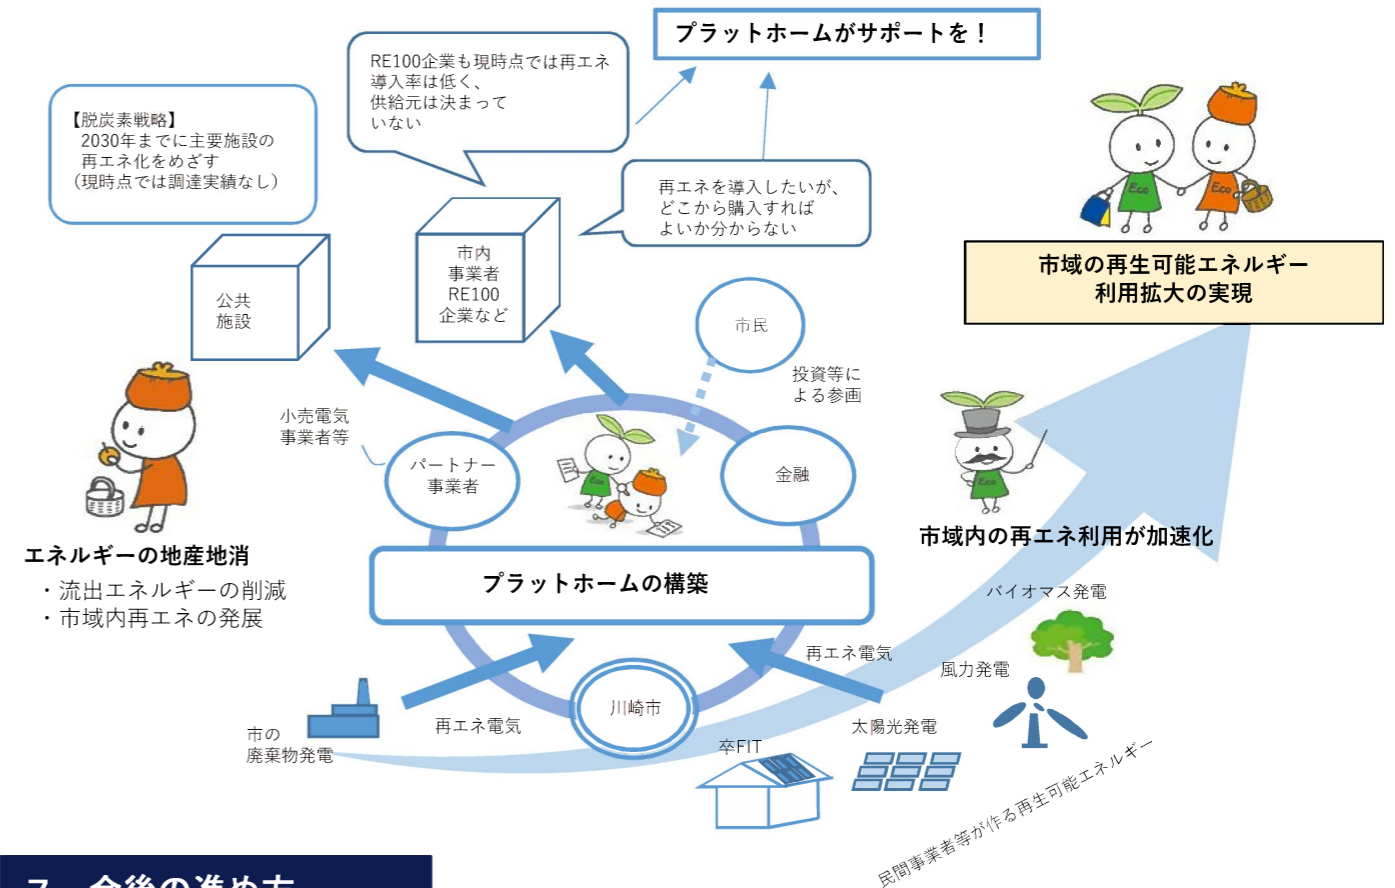 プラットホームがサポートを！
RE100企業も現時点では再エネ
導入率は低く、
供給元は決まって
いない
【脱炭素戦略】
2030年までに主要施設の
再エネ化をめざす
（現時点では調達実績なし）
再エネを導入したいが、
どこから購入すれば
よいか分からない
Eco
Eco
市域の再生可能エネルギー
利用拡大の実現
公共
施設
市内
事業者
RE100
企業など
市民
投資等に
よる参画
小売電気
事業者等
パートナー
事業者
Eco
金融
Eco
市域内の再エネ利用が加速化
エネルギーの地産地消
・流出エネルギーの削減
・市域内再エネの発展
プラットホームの構築
バイオマス発電
再エネ電気
風力発電
川崎市
再エネ電気
市の
廃棄物発電
太陽光発電
卒FIT
民間事業者等が作る再生可能エネルギー
７ 今後の進め方